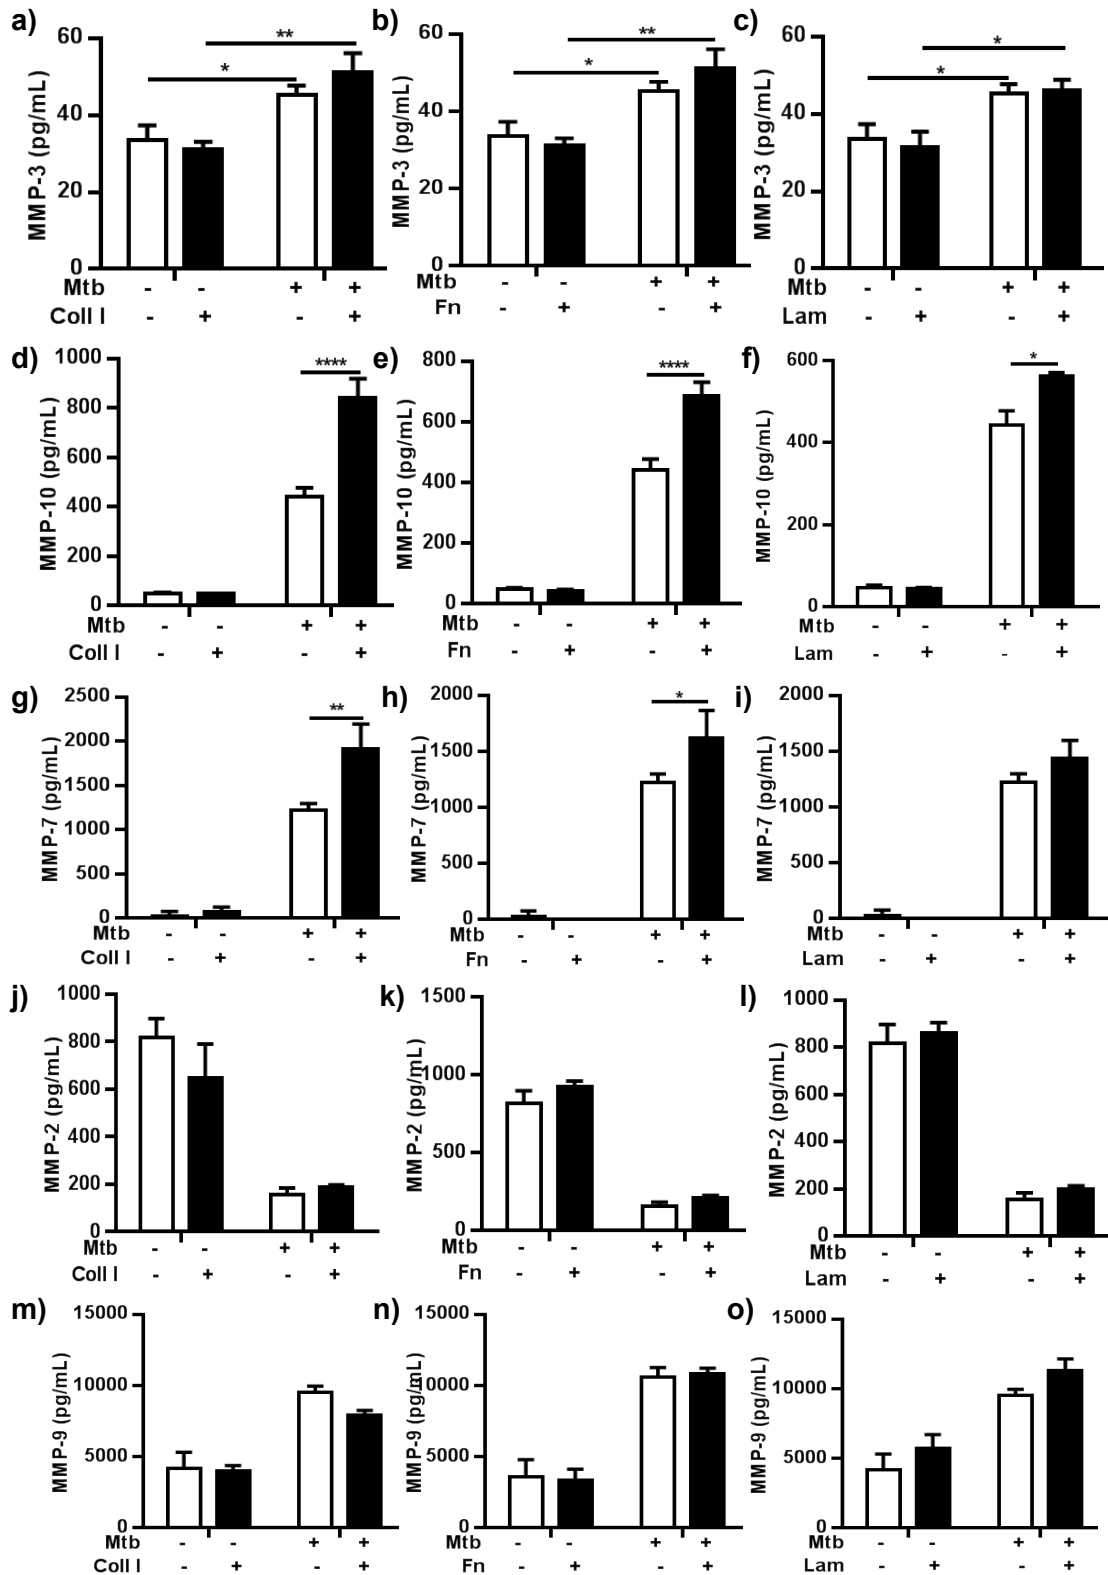 a)
MMP-3 (pg/mL)
60
40
20
0
**
*
Mtb - - + +
Coll I - + - +
b)
MMP-3 (pg/mL)
60
40
20
0
**
*
Mtb - - + +
Fn - + - +
c)
MMP-3 (pg/mL)
60
40
20
0
*
*
Mtb - - + +
Lam - + - +
d)
MMP-10 (pg/mL)
1000
800
600
400
200
0
****
Mtb - - + +
Coll I - + - +
e)
MMP-10 (pg/mL)
800
600
400
200
0
****
Mtb - - + +
Fn - + - +
f)
MMP-10 (pg/mL)
600
400
200
0
*
Mtb - - + +
Lam - + - +
g)
MMP-7 (pg/mL)
2500
2000
1500
1000
500
0
**
Mtb - - + +
Coll I - + - +
h)
MMP-7 (pg/mL)
2000
1500
1000
500
0
*
Mtb - - + +
Fn - + - +
i)
MMP-7 (pg/mL)
2000
1500
1000
500
0
Mtb - - + +
Lam - + - +
j)
MMP-2 (pg/mL)
1000
800
600
400
200
0
Mtb - - + +
Coll I - + - +
k)
MMP-2 (pg/mL)
1500
1000
500
0
Mtb - - + +
Fn - + - +
l)
MMP-2 (pg/mL)
1000
800
600
400
200
0
Mtb - - + +
Lam - + - +
m)
MMP-9 (pg/mL)
15000
10000
5000
0
Mtb - - + +
Coll I - + - +
n)
MMP-9 (pg/mL)
15000
10000
5000
0
Mtb - - + +
Fn - + - +
o)
MMP-9 (pg/mL)
15000
10000
5000
0
Mtb - - + +
Lam - + - +